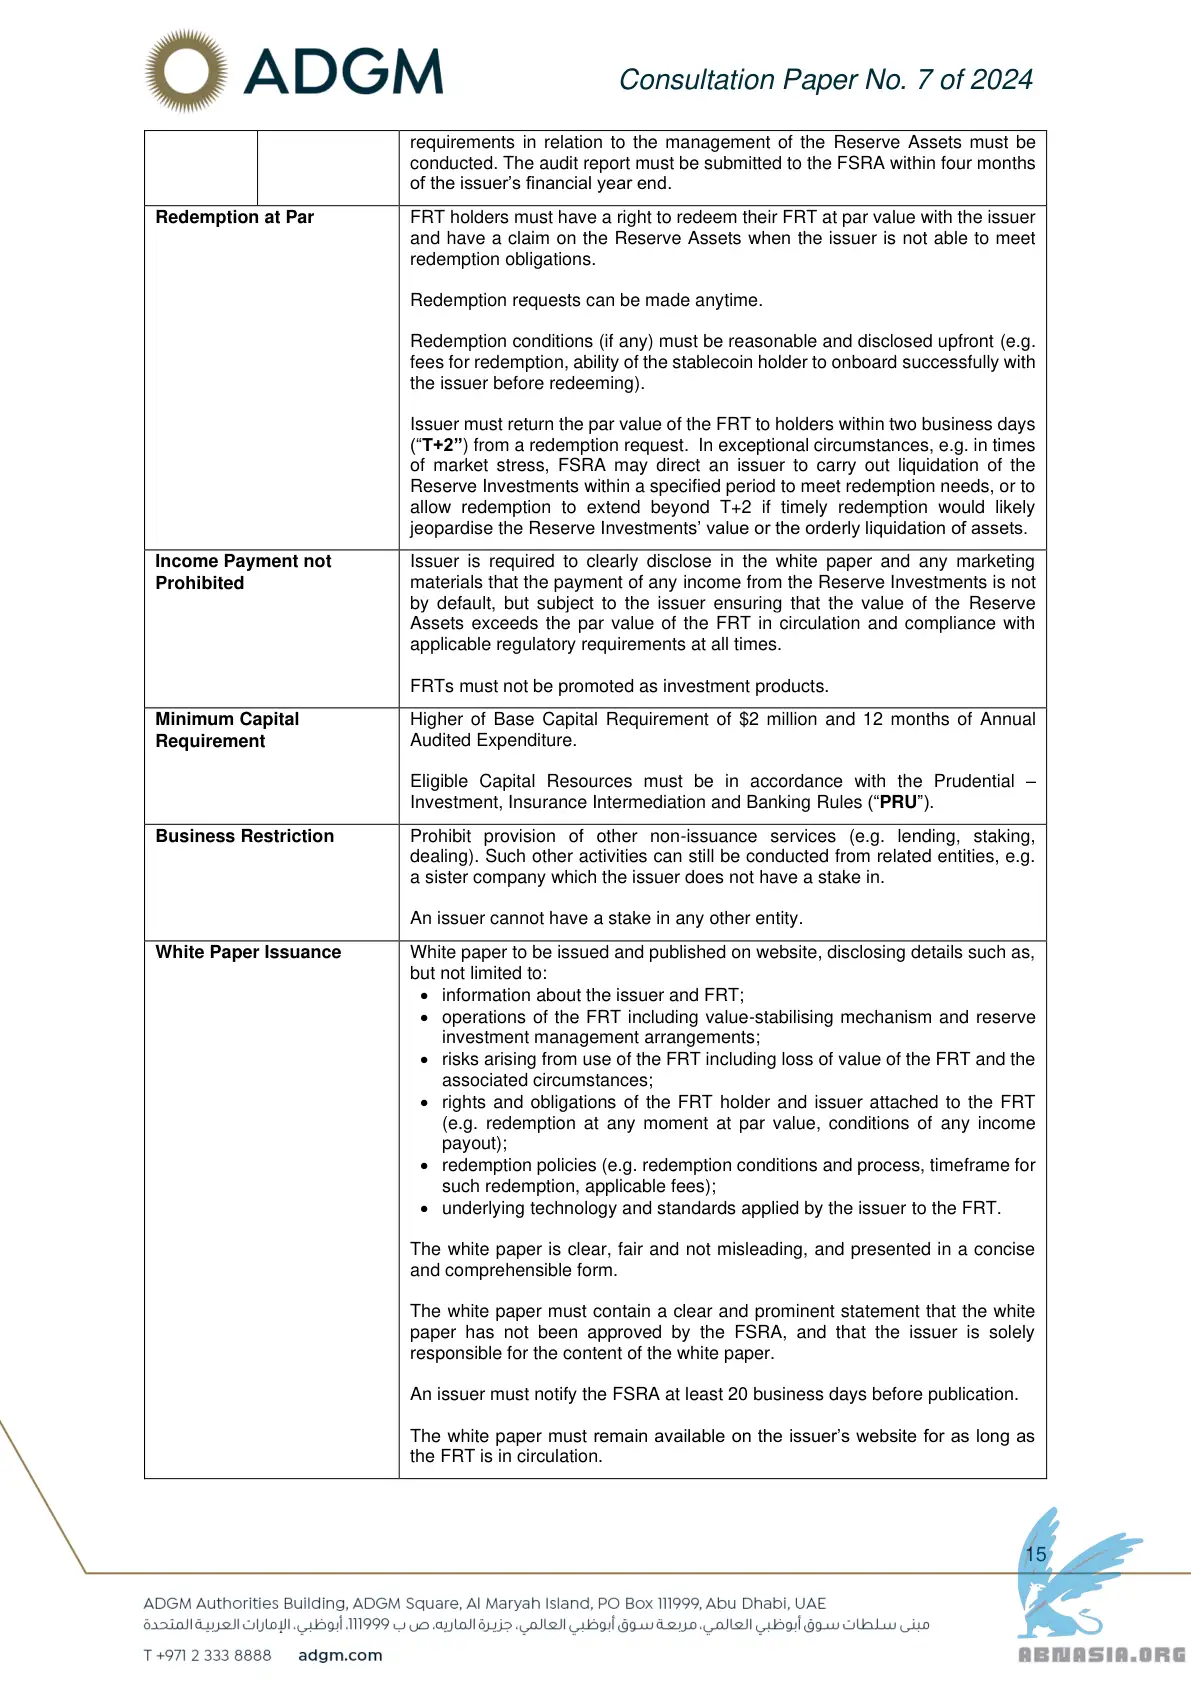 ADGM
Consultation Paper No. 7 of 2024
requirements in relation to the management of the Reserve Assets must be
conducted. The audit report must be submitted to the FSRA within four months
of the issuer’s financial year end.
Redemption at Par
FRT holders must have a right to redeem their FRT at par value with the issuer
and have a claim on the Reserve Assets when the issuer is not able to meet
redemption obligations.
Redemption requests can be made anytime.
Redemption conditions (if any) must be reasonable and disclosed upfront (e.g.
fees for redemption, ability of the stablecoin holder to onboard successfully with
the issuer before redeeming).
Issuer must return the par value of the FRT to holders within two business days
(“T+2”) from a redemption request. In exceptional circumstances, e.g. in times
of market stress, FSRA may direct an issuer to carry out liquidation of the
Reserve Investments within a specified period to meet redemption needs, or to
allow redemption to extend beyond T+2 if timely redemption would likely
jeopardise the Reserve Investments’ value or the orderly liquidation of assets.
Income Payment not
Prohibited
Issuer is required to clearly disclose in the white paper and any marketing
materials that the payment of any income from the Reserve Investments is not
by default, but subject to the issuer ensuring that the value of the Reserve
Assets exceeds the par value of the FRT in circulation and compliance with
applicable regulatory requirements at all times.
FRTs must not be promoted as investment products.
Minimum Capital
Requirement
Higher of Base Capital Requirement of $2 million and 12 months of Annual
Audited Expenditure.
Eligible Capital Resources must be in accordance with the Prudential –
Investment, Insurance Intermediation and Banking Rules (“PRU”).
Business Restriction
Prohibit provision of other non-issuance services (e.g. lending, staking,
dealing). Such other activities can still be conducted from related entities, e.g.
a sister company which the issuer does not have a stake in.
An issuer cannot have a stake in any other entity.
White Paper Issuance
White paper to be issued and published on website, disclosing details such as,
but not limited to:
• information about the issuer and FRT;
• operations of the FRT including value-stabilising mechanism and reserve
investment management arrangements;
• risks arising from use of the FRT including loss of value of the FRT and the
associated circumstances;
• rights and obligations of the FRT holder and issuer attached to the FRT
(e.g. redemption at any moment at par value, conditions of any income
payout);
• redemption policies (e.g. redemption conditions and process, timeframe for
such redemption, applicable fees);
• underlying technology and standards applied by the issuer to the FRT.
The white paper is clear, fair and not misleading, and presented in a concise
and comprehensible form.
The white paper must contain a clear and prominent statement that the white
paper has not been approved by the FSRA, and that the issuer is solely
responsible for the content of the white paper.
An issuer must notify the FSRA at least 20 business days before publication.
The white paper must remain available on the issuer’s website for as long as
the FRT is in circulation.
15
ADGM Authorities Building, ADGM Square, Al Maryah Island, PO Box 111999, Abu Dhabi, UAE
مبنى سلطات سوق أبوظبي العالمي، مربعة سوق أبوظبي العالمي، جزيرة الماريه، ص ب 111999، أبوظبي، الإمارات العربية المتحدة
T +971 2 333 8888 adgm.com
ABNASIA.ORG